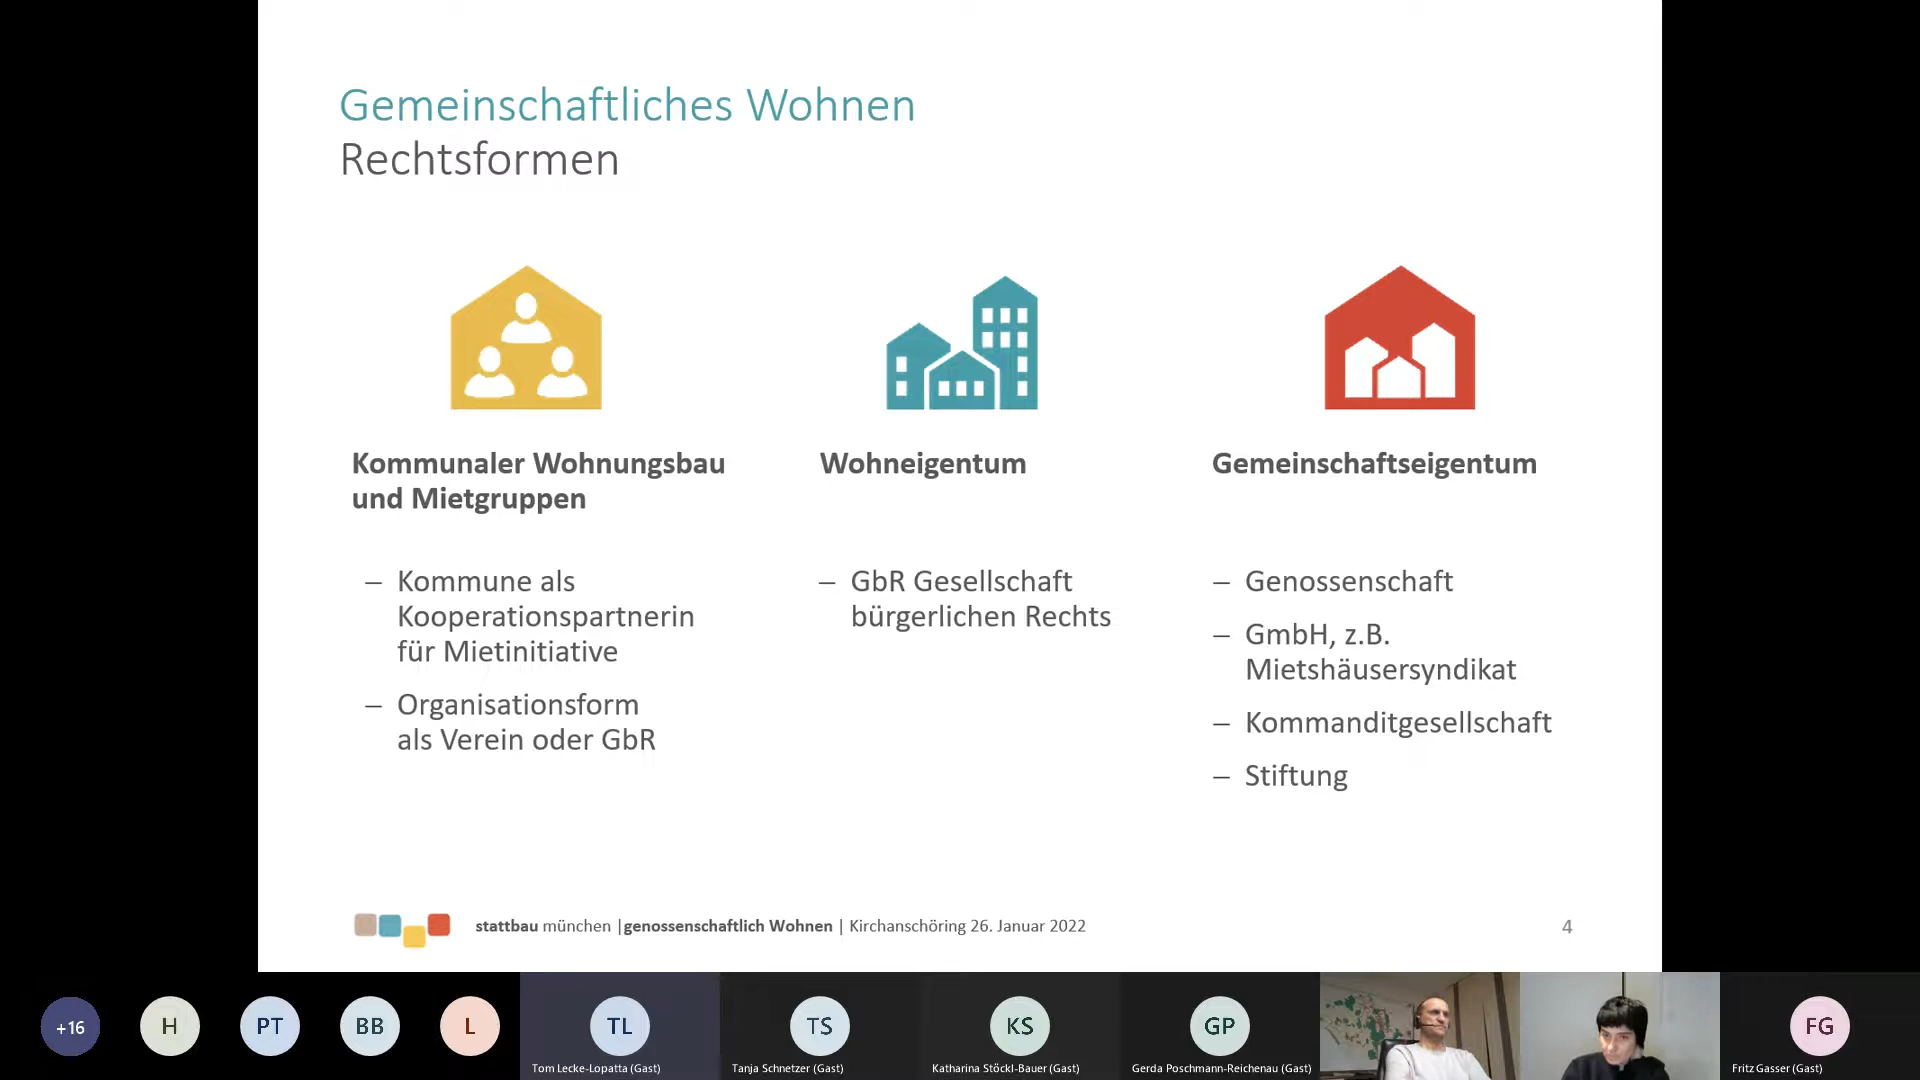 Gemeinschaftliches Wohnen
Rechtsformen
Kommunaler Wohnungsbau
und Mietgruppen
– Kommune als
Kooperationspartnerin
für Mietinitiative
– Organisationsform
als Verein oder GbR
Wohneigentum
– GbR Gesellschaft
bürgerlichen Rechts
Gemeinschaftseigentum
– Genossenschaft
– GmbH, z.B.
Mietshäusersyndikat
– Kommanditgesellschaft
– Stiftung
stattbau münchen |genossenschaftlich Wohnen | Kirchanschöring 26. Januar 2022
4
+16
H
PT
BB
L
TL
Tom Lecke-Lopatta (Gast)
TS
Tanja Schnetzer (Gast)
KS
Katharina Stöckl-Bauer (Gast)
GP
Gerda Poschmann-Reichenau (Gast)
FG
Fritz Gasser (Gast)